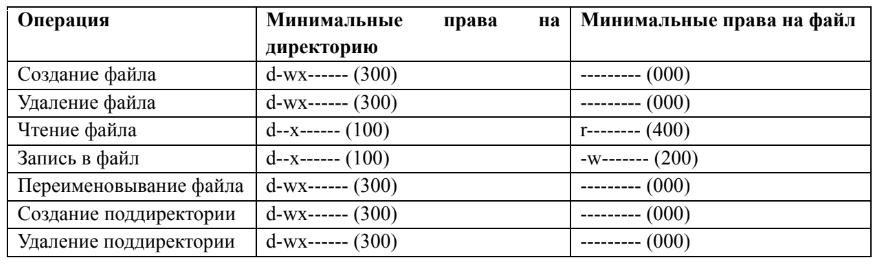 Операция Минимальные права на Минимальные права на файл
директорию
Создание файла d-wx------ (300) --------- (000)
Удаление файла d-wx------ (300) --------- (000)
Чтение файла d--x------ (100) r-------- (400)
Запись в файл d--x------ (100) -w------- (200)
Переименовывание файла d-wx------ (300) --------- (000)
Создание поддиректории d-wx------ (300) --------- (000)
Удаление поддиректории d-wx------ (300) --------- (000)